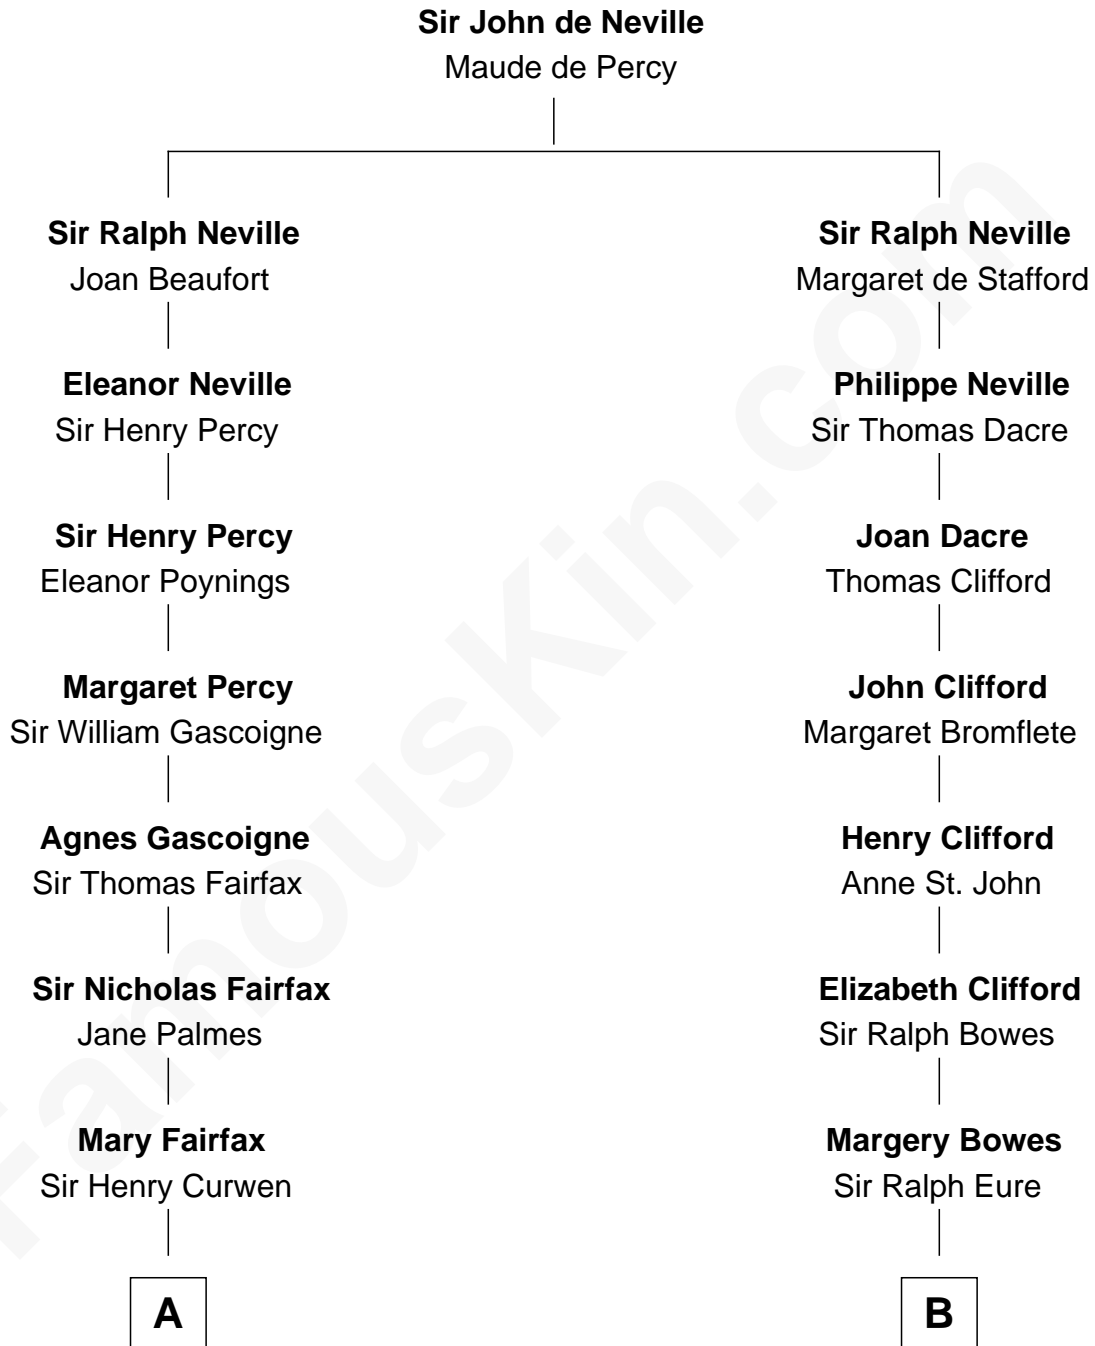 Sir John de Neville
Maude de Percy
Sir Ralph Neville
Joan Beaufort
Sir Ralph Neville
Margaret de Stafford
Eleanor Neville
Sir Henry Percy
Philippe Neville
Sir Thomas Dacre
Sir Henry Percy
Eleanor Poynings
Joan Dacre
Thomas Clifford
Margaret Percy
Sir William Gascoigne
John Clifford
Margaret Bromflete
Agnes Gascoigne
Sir Thomas Fairfax
Henry Clifford
Anne St. John
Sir Nicholas Fairfax
Jane Palmes
Elizabeth Clifford
Sir Ralph Bowes
Mary Fairfax
Sir Henry Curwen
Margery Bowes
Sir Ralph Eure
A
B
FamousKin.com